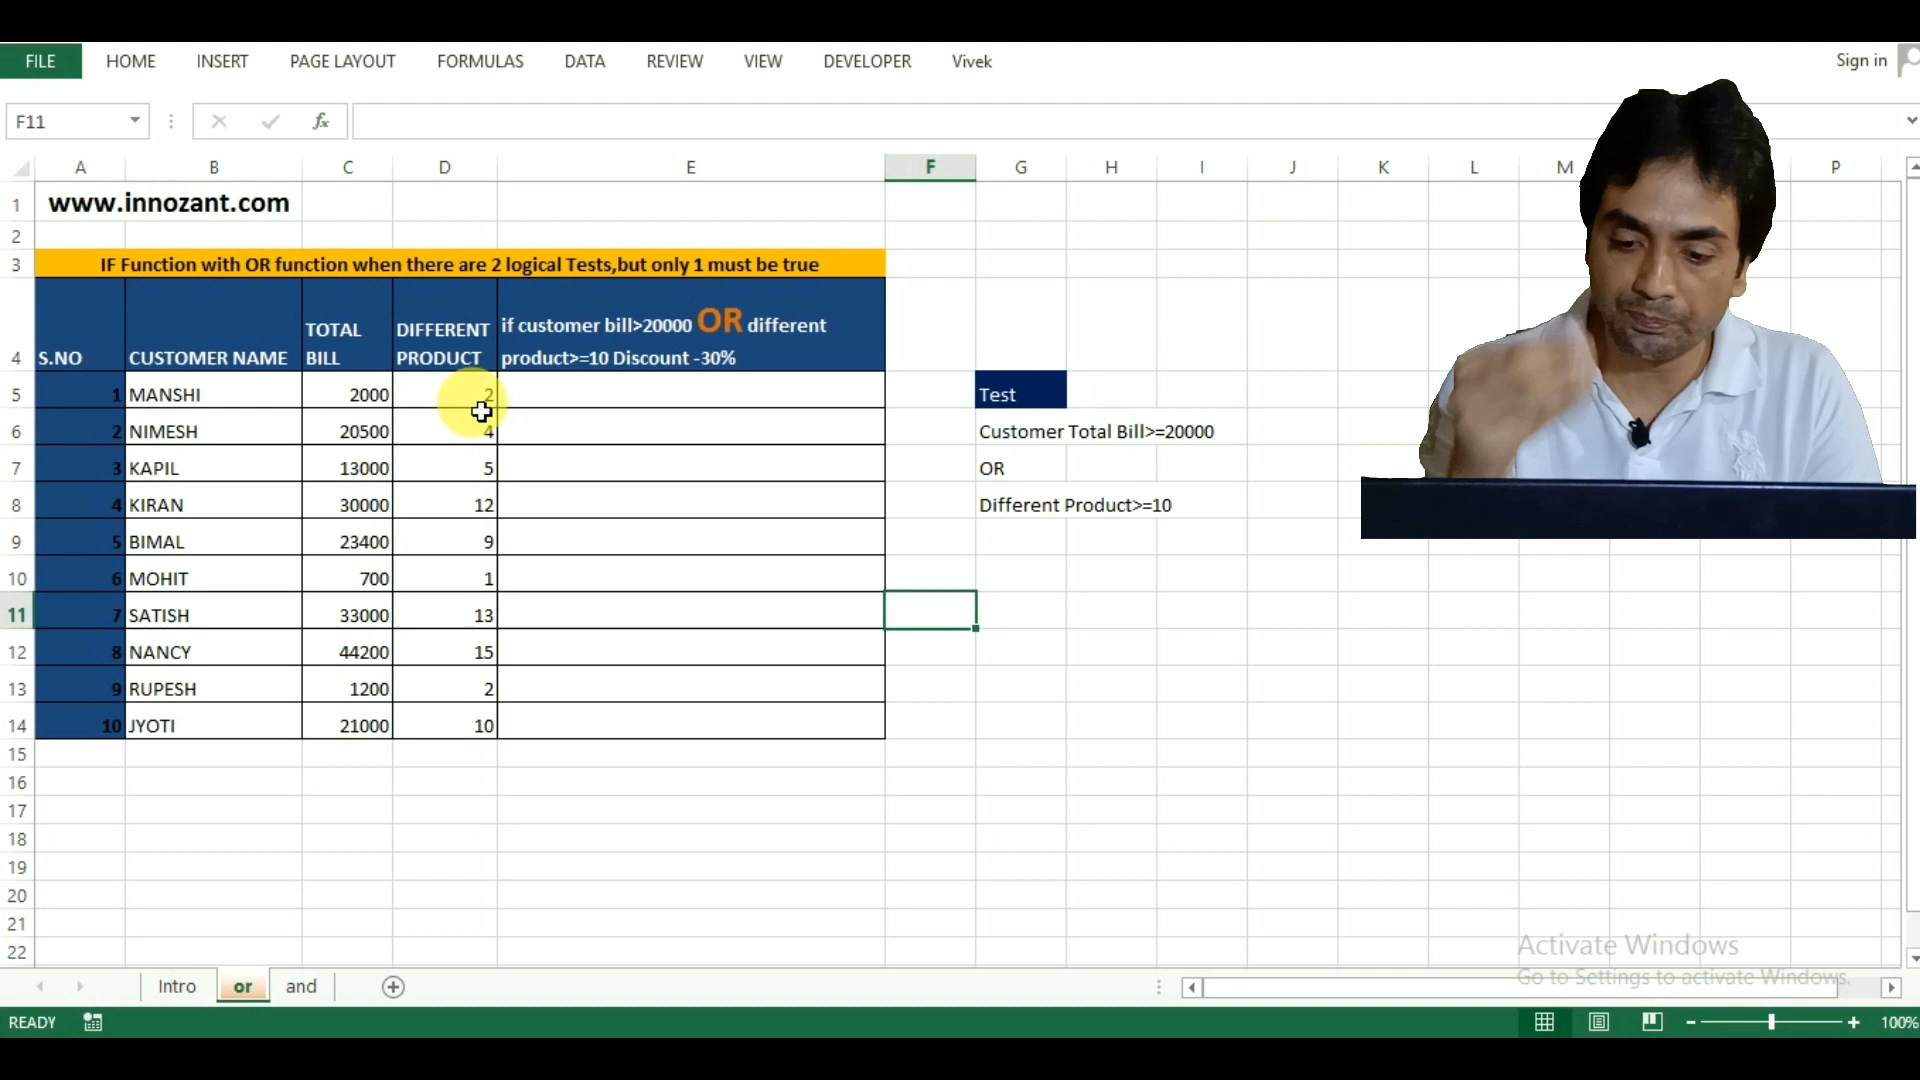 FILE HOME INSERT PAGE LAYOUT FORMULAS DATA REVIEW VIEW DEVELOPER Vivek Sign in
F11 fx
A B C D E F G H I J K L M P
1 www.innozant.com
2
3 IF Function with OR function when there are 2 logical Tests,but only 1 must be true
TOTAL DIFFERENT if customer bill>20000 OR different
4 S.NO CUSTOMER NAME BILL PRODUCT product>=10 Discount -30%
5 1 MANSHI 2000 2 Test
6 2 NIMESH 20500 4 Customer Total Bill>=20000
7 3 KAPIL 13000 5 OR
8 4 KIRAN 30000 12 Different Product>=10
9 5 BIMAL 23400 9
10 6 MOHIT 700 1
11 7 SATISH 33000 13
12 8 NANCY 44200 15
13 9 RUPESH 1200 2
14 10 JYOTI 21000 10
15
16
17
18
19
20
21
22
Activate Windows
Go to Settings to activate Windows.
Intro or and
READY 100%